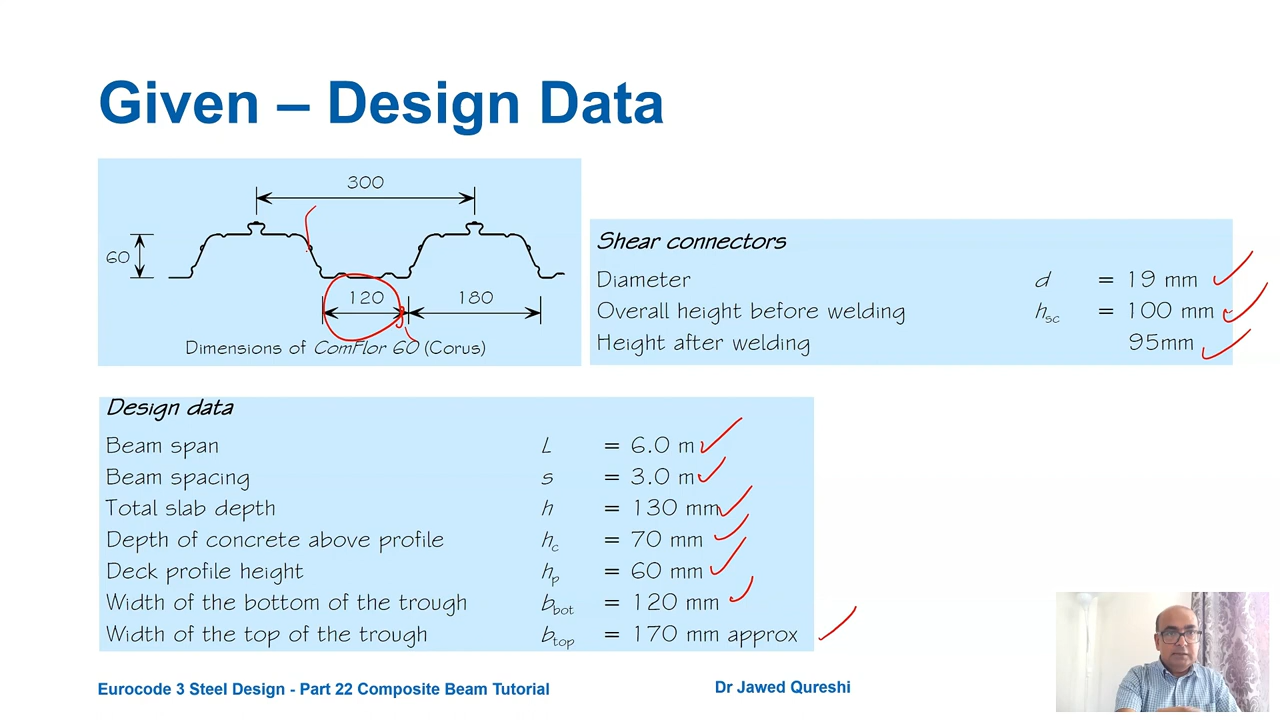 Given – Design Data
300
60
120
180
Dimensions of ComFlor 60 (Corus)
Shear connectors
Diameter d = 19 mm
Overall height before welding hsc = 100 mm
Height after welding 95mm
Design data
Beam span L = 6.0 m
Beam spacing s = 3.0 m
Total slab depth h = 130 mm
Depth of concrete above profile hc = 70 mm
Deck profile height hp = 60 mm
Width of the bottom of the trough bbot = 120 mm
Width of the top of the trough btop = 170 mm approx
Eurocode 3 Steel Design - Part 22 Composite Beam Tutorial
Dr Jawed Qureshi